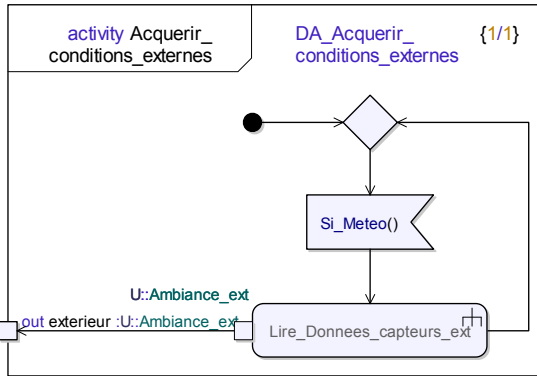 activity Acquerir_
conditions_externes
DA_Acquerir_
conditions_externes
{1/1}
Si_Meteo()
U::Ambiance_ext
out exterieur :U::Ambiance_ext
Lire_Donnees_capteurs_ext